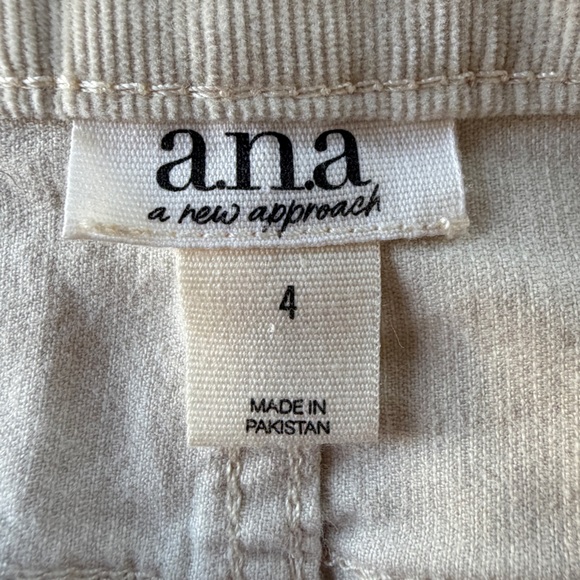 a.n.a
a new approach
4
MADE IN
PAKISTAN